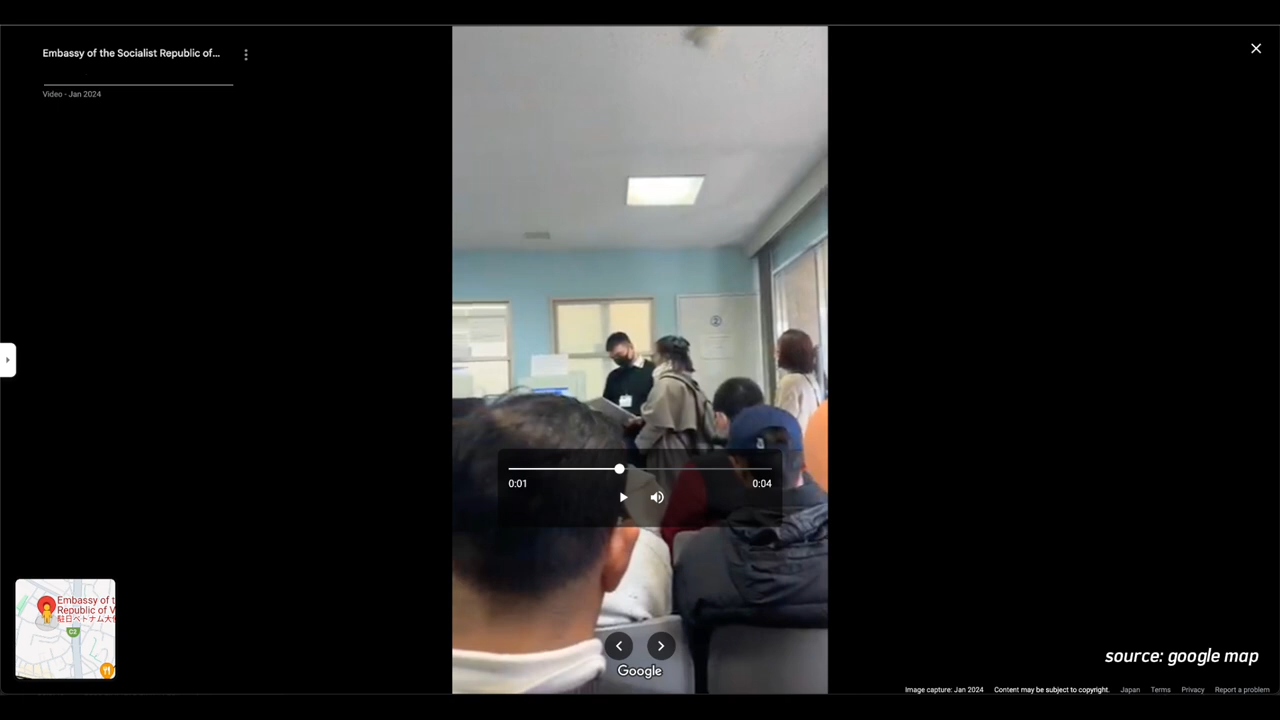 Embassy of the Socialist Republic of...
Video - Jan 2024
②
0:01
0:04
Embassy of t
Republic of V
駐日ベトナム大使
C2
Google
source: google map
Image capture: Jan 2024 Content may be subject to copyright. Japan Terms Privacy Report a problem